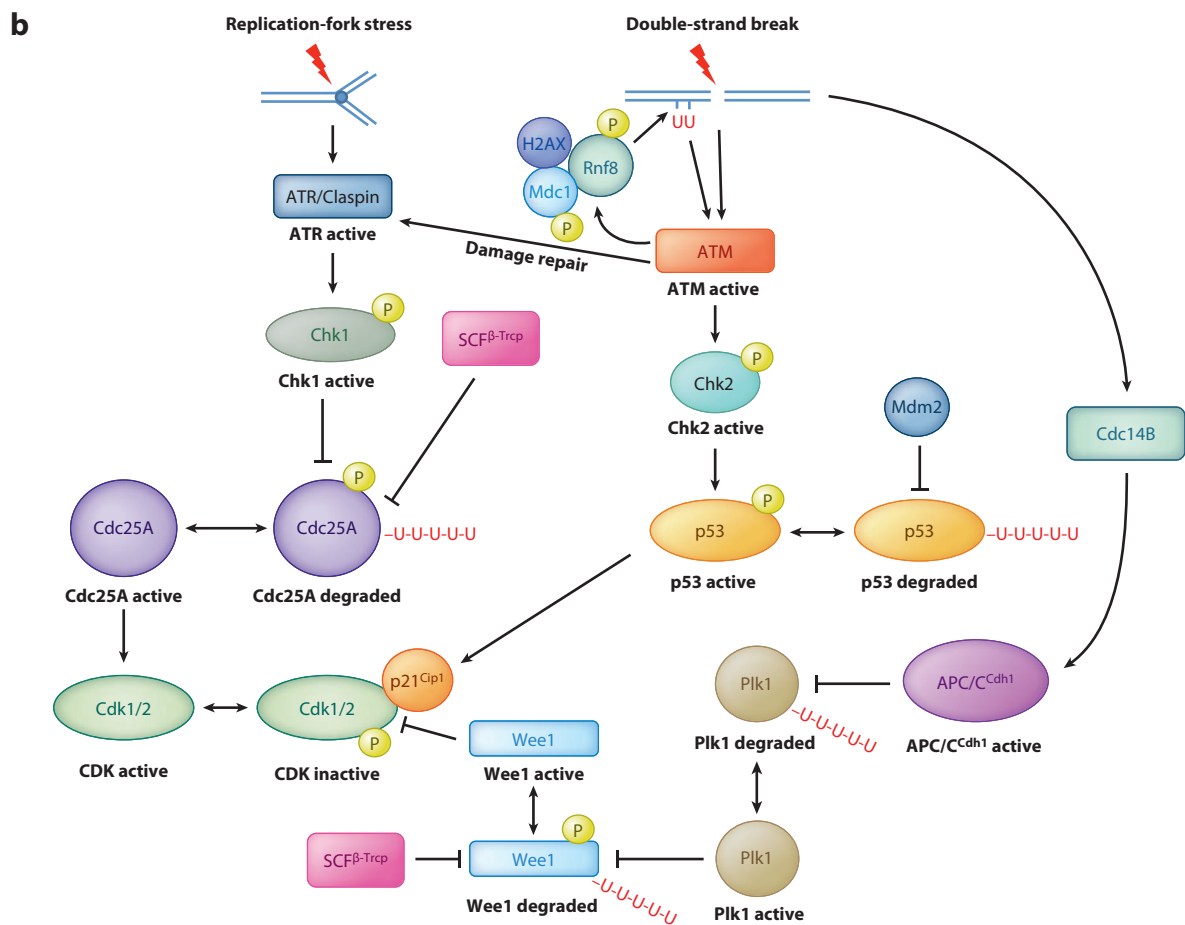 b
Replication-fork stress
Double-strand break
UU
P
H2AX
Rnf8
Mdc1
P
ATR/Claspin
ATR active
Damage repair
ATM
ATM active
P
Chk1
Chk1 active
SCFβ-Trcp
P
Chk2
Chk2 active
Mdm2
Cdc14B
Cdc25A
Cdc25A active
P
Cdc25A
–U-U-U-U-U
Cdc25A degraded
P
p53
p53 active
p53
–U-U-U-U-U
p53 degraded
Cdk1/2
CDK active
Cdk1/2
p21Cip1
P
CDK inactive
Wee1
Wee1 active
Plk1
–U-U-U-U-U
Plk1 degraded
APC/CCdh1
APC/CCdh1 active
SCFβ-Trcp
P
Wee1
–U-U-U-U-U
Wee1 degraded
Plk1
Plk1 active